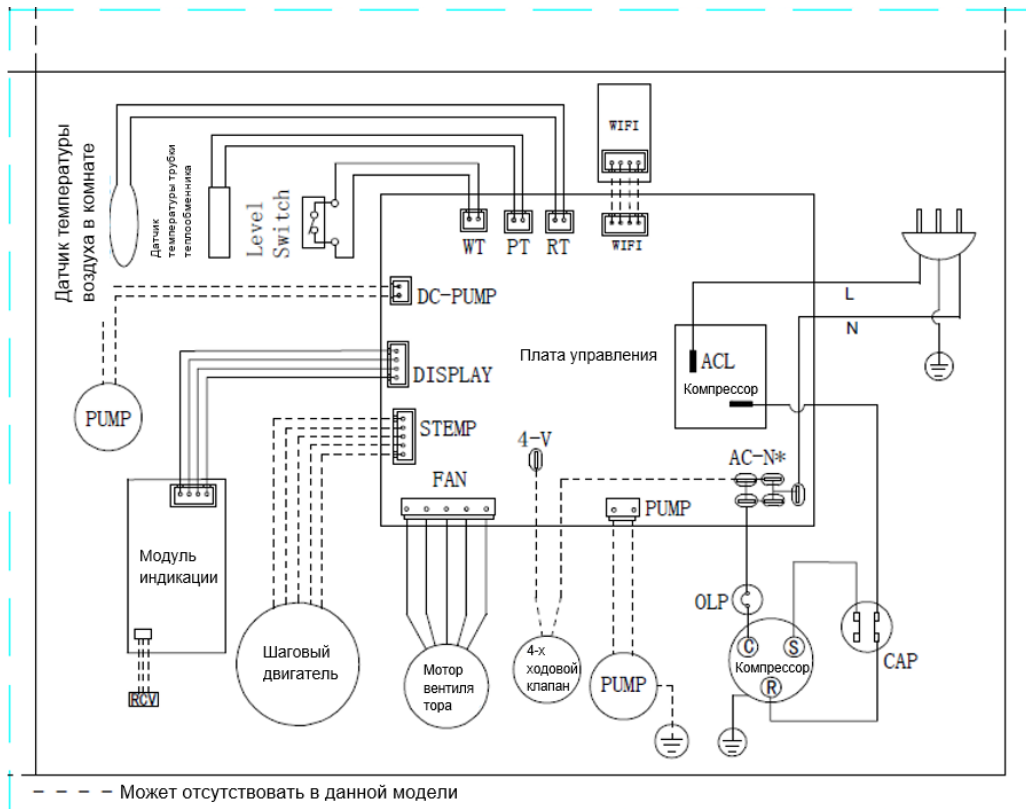 Датчик температуры
воздуха в комнате
Датчик
температуры трубки
теплообменника
Level
Switch
WIFI
WT
PT
RT
WIFI
DC-PUMP
L
N
Плата управления
ACL
Компрессор
DISPLAY
PUMP
STEMP
4-V
AC-N*
FAN
PUMP
Модуль
индикации
OLP
Шаговый
двигатель
Мотор
вентиля
тора
4-х
ходовой
клапан
PUMP
C
S
Компрессор
R
CAP
RCV
Может отсутствовать в данной модели